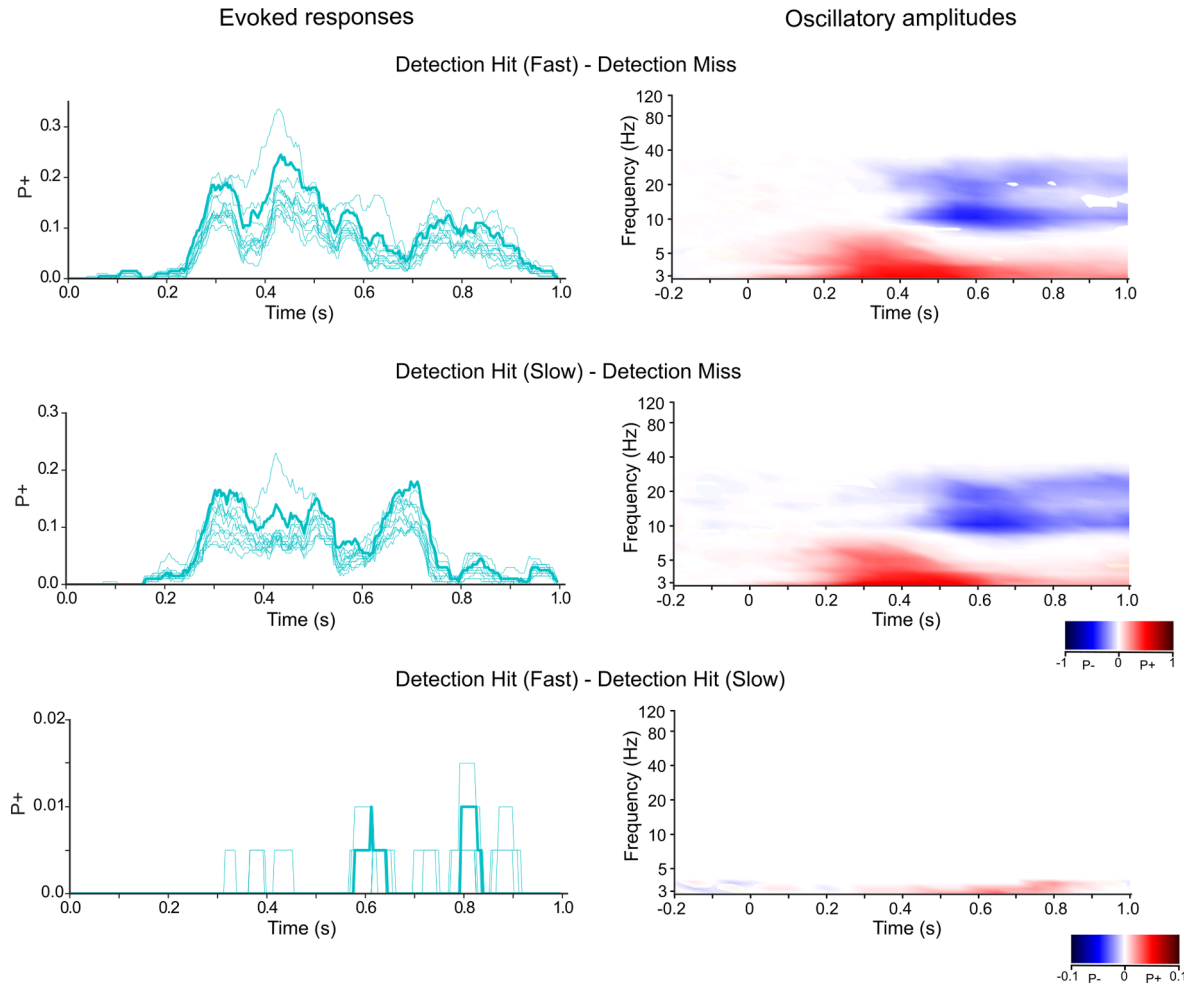 Evoked responses
Oscillatory amplitudes
Detection Hit (Fast) - Detection Miss
P+
0.3
0.2
0.1
0.0
0.0 0.2 0.4 0.6 0.8 1.0
Time (s)
Frequency (Hz)
120
80
40
20
10
5
3
-0.2 0 0.2 0.4 0.6 0.8 1.0
Time (s)
Detection Hit (Slow) - Detection Miss
P+
0.3
0.2
0.1
0.0
0.0 0.2 0.4 0.6 0.8 1.0
Time (s)
Frequency (Hz)
120
80
40
20
10
5
3
-0.2 0 0.2 0.4 0.6 0.8 1.0
Time (s)
-1 P- 0 P+ 1
Detection Hit (Fast) - Detection Hit (Slow)
P+
0.02
0.01
0.0
0.0 0.2 0.4 0.6 0.8 1.0
Time (s)
Frequency (Hz)
120
80
40
20
10
5
3
-0.2 0 0.2 0.4 0.6 0.8 1.0
Time (s)
-0.1 P- 0 P+ 0.1